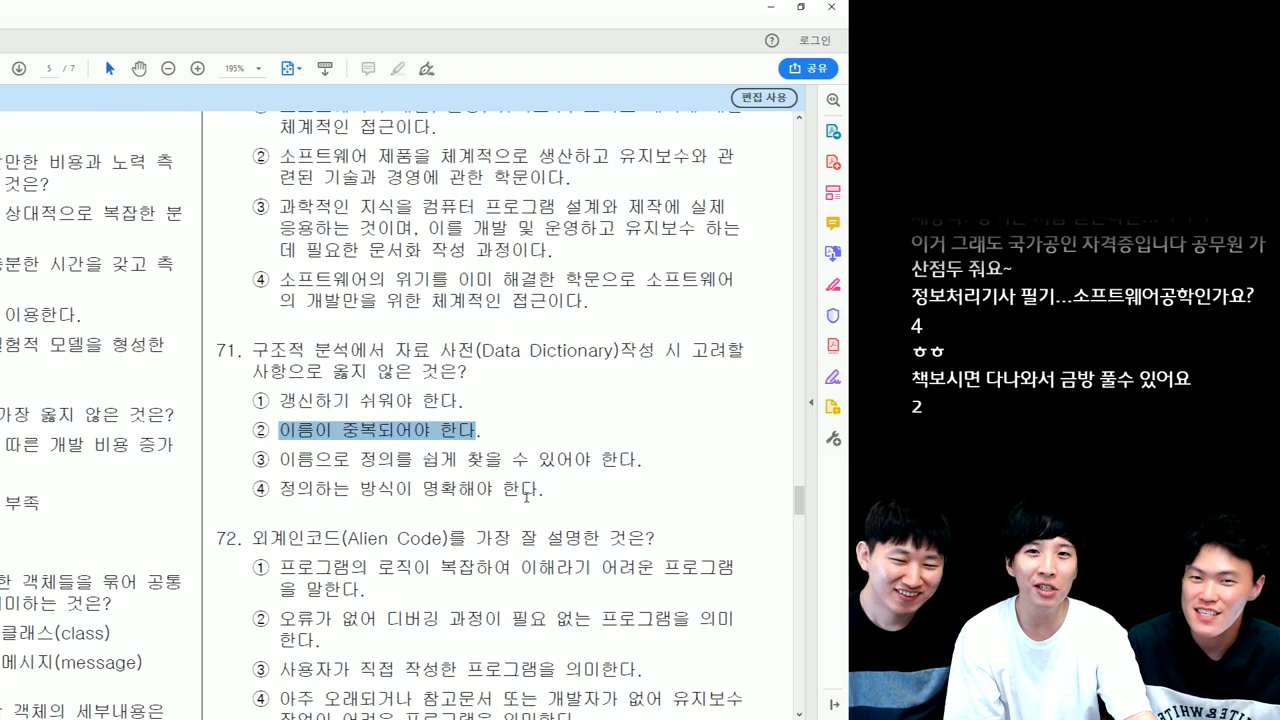 로그인
5 / 7
195%
공유
편집 사용
만한 비용과 노력 측
것은?
상대적으로 복잡한 분
충분한 시간을 갖고 측
이용한다.
험적 모델을 형성한
가장 옳지 않은 것은?
따른 개발 비용 증가
부족
한 객체들을 묶어 공통
의미하는 것은?
클래스(class)
메시지(message)
객체의 세부내용은
체계적인 접근이다.
② 소프트웨어 제품을 체계적으로 생산하고 유지보수와 관
련된 기술과 경영에 관한 학문이다.
③ 과학적인 지식을 컴퓨터 프로그램 설계와 제작에 실제
응용하는 것이며, 이를 개발 및 운영하고 유지보수 하는
데 필요한 문서화 작성 과정이다.
④ 소프트웨어의 위기를 이미 해결한 학문으로 소프트웨어
의 개발만을 위한 체계적인 접근이다.
71. 구조적 분석에서 자료 사전(Data Dictionary)작성 시 고려할
사항으로 옳지 않은 것은?
① 갱신하기 쉬워야 한다.
② 이름이 중복되어야 한다.
③ 이름으로 정의를 쉽게 찾을 수 있어야 한다.
④ 정의하는 방식이 명확해야 한다.
72. 외계인코드(Alien Code)를 가장 잘 설명한 것은?
① 프로그램의 로직이 복잡하여 이해라기 어려운 프로그램
을 말한다.
② 오류가 없어 디버깅 과정이 필요 없는 프로그램을 의미
한다.
③ 사용자가 직접 작성한 프로그램을 의미한다.
④ 아주 오래되거나 참고문서 또는 개발자가 없어 유지보수
작업이 어려운 프로그램을 의미한다.
이거 그래도 국가공인 자격증입니다 공무원 가
산점두 줘요~
정보처리기사 필기...소프트웨어공학인가요?
4
ㅎㅎ
책보시면 다나와서 금방 풀수 있어요
2